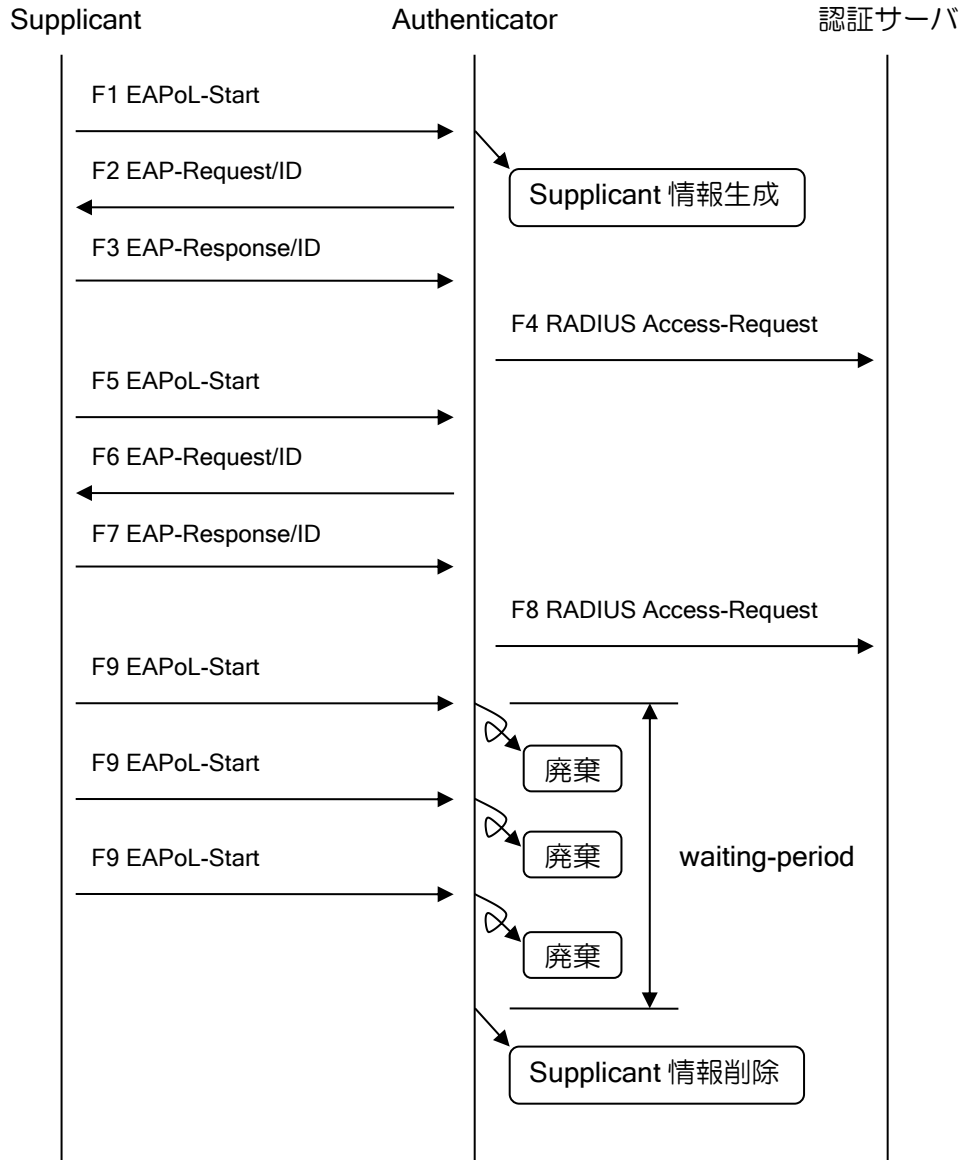 Supplicant
Authenticator
認証サーバ
F1 EAPoL-Start
F2 EAP-Request/ID
Supplicant 情報生成
F3 EAP-Response/ID
F4 RADIUS Access-Request
F5 EAPoL-Start
F6 EAP-Request/ID
F7 EAP-Response/ID
F8 RADIUS Access-Request
F9 EAPoL-Start
廃棄
F9 EAPoL-Start
廃棄
waiting-period
F9 EAPoL-Start
廃棄
Supplicant 情報削除